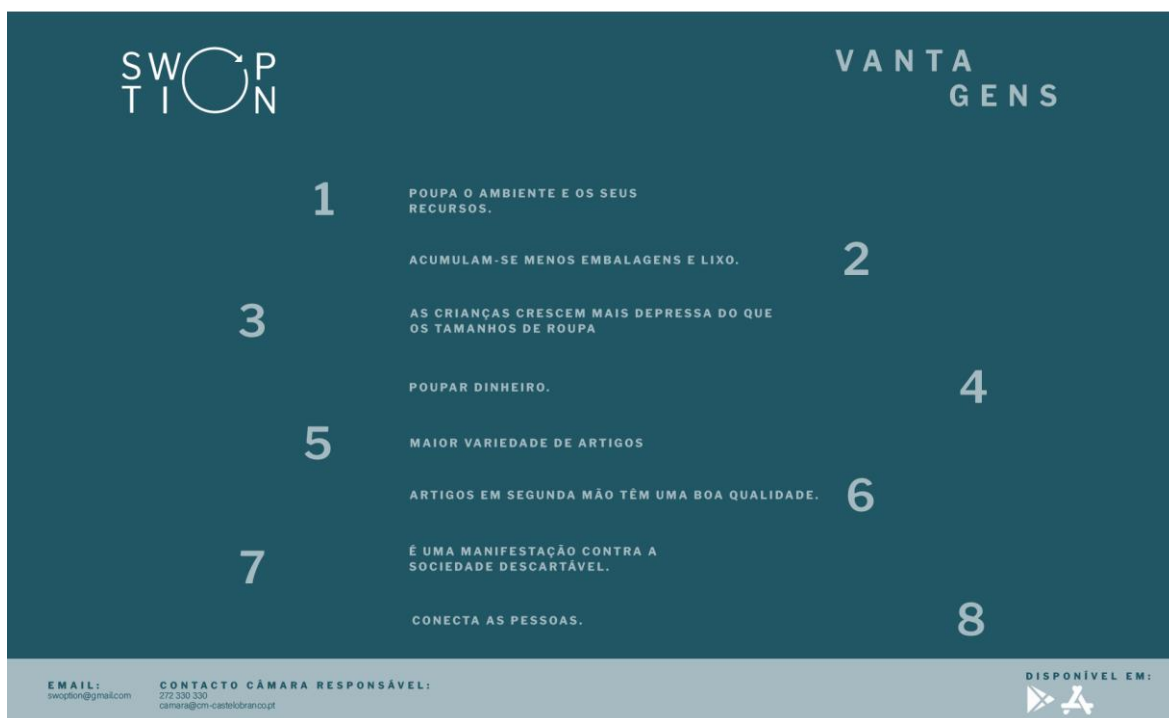 SW P
TI N
VANTA
GENS
1
POUPA O AMBIENTE E OS SEUS
RECURSOS.
ACUMULAM-SE MENOS EMBALAGENS E LIXO.
2
3
AS CRIANÇAS CRESCEM MAIS DEPRESSA DO QUE
OS TAMANHOS DE ROUPA
POUPAR DINHEIRO.
4
5
MAIOR VARIEDADE DE ARTIGOS
ARTIGOS EM SEGUNDA MÃO TÊM UMA BOA QUALIDADE.
6
7
É UMA MANIFESTAÇÃO CONTRA A
SOCIEDADE DESCARTÁVEL.
CONECTA AS PESSOAS.
8
EMAIL:
swoption@gmail.com
CONTACTO CÂMARA RESPONSÁVEL:
272 330 330
camara@cm-castelobranco.pt
DISPONÍVEL EM: